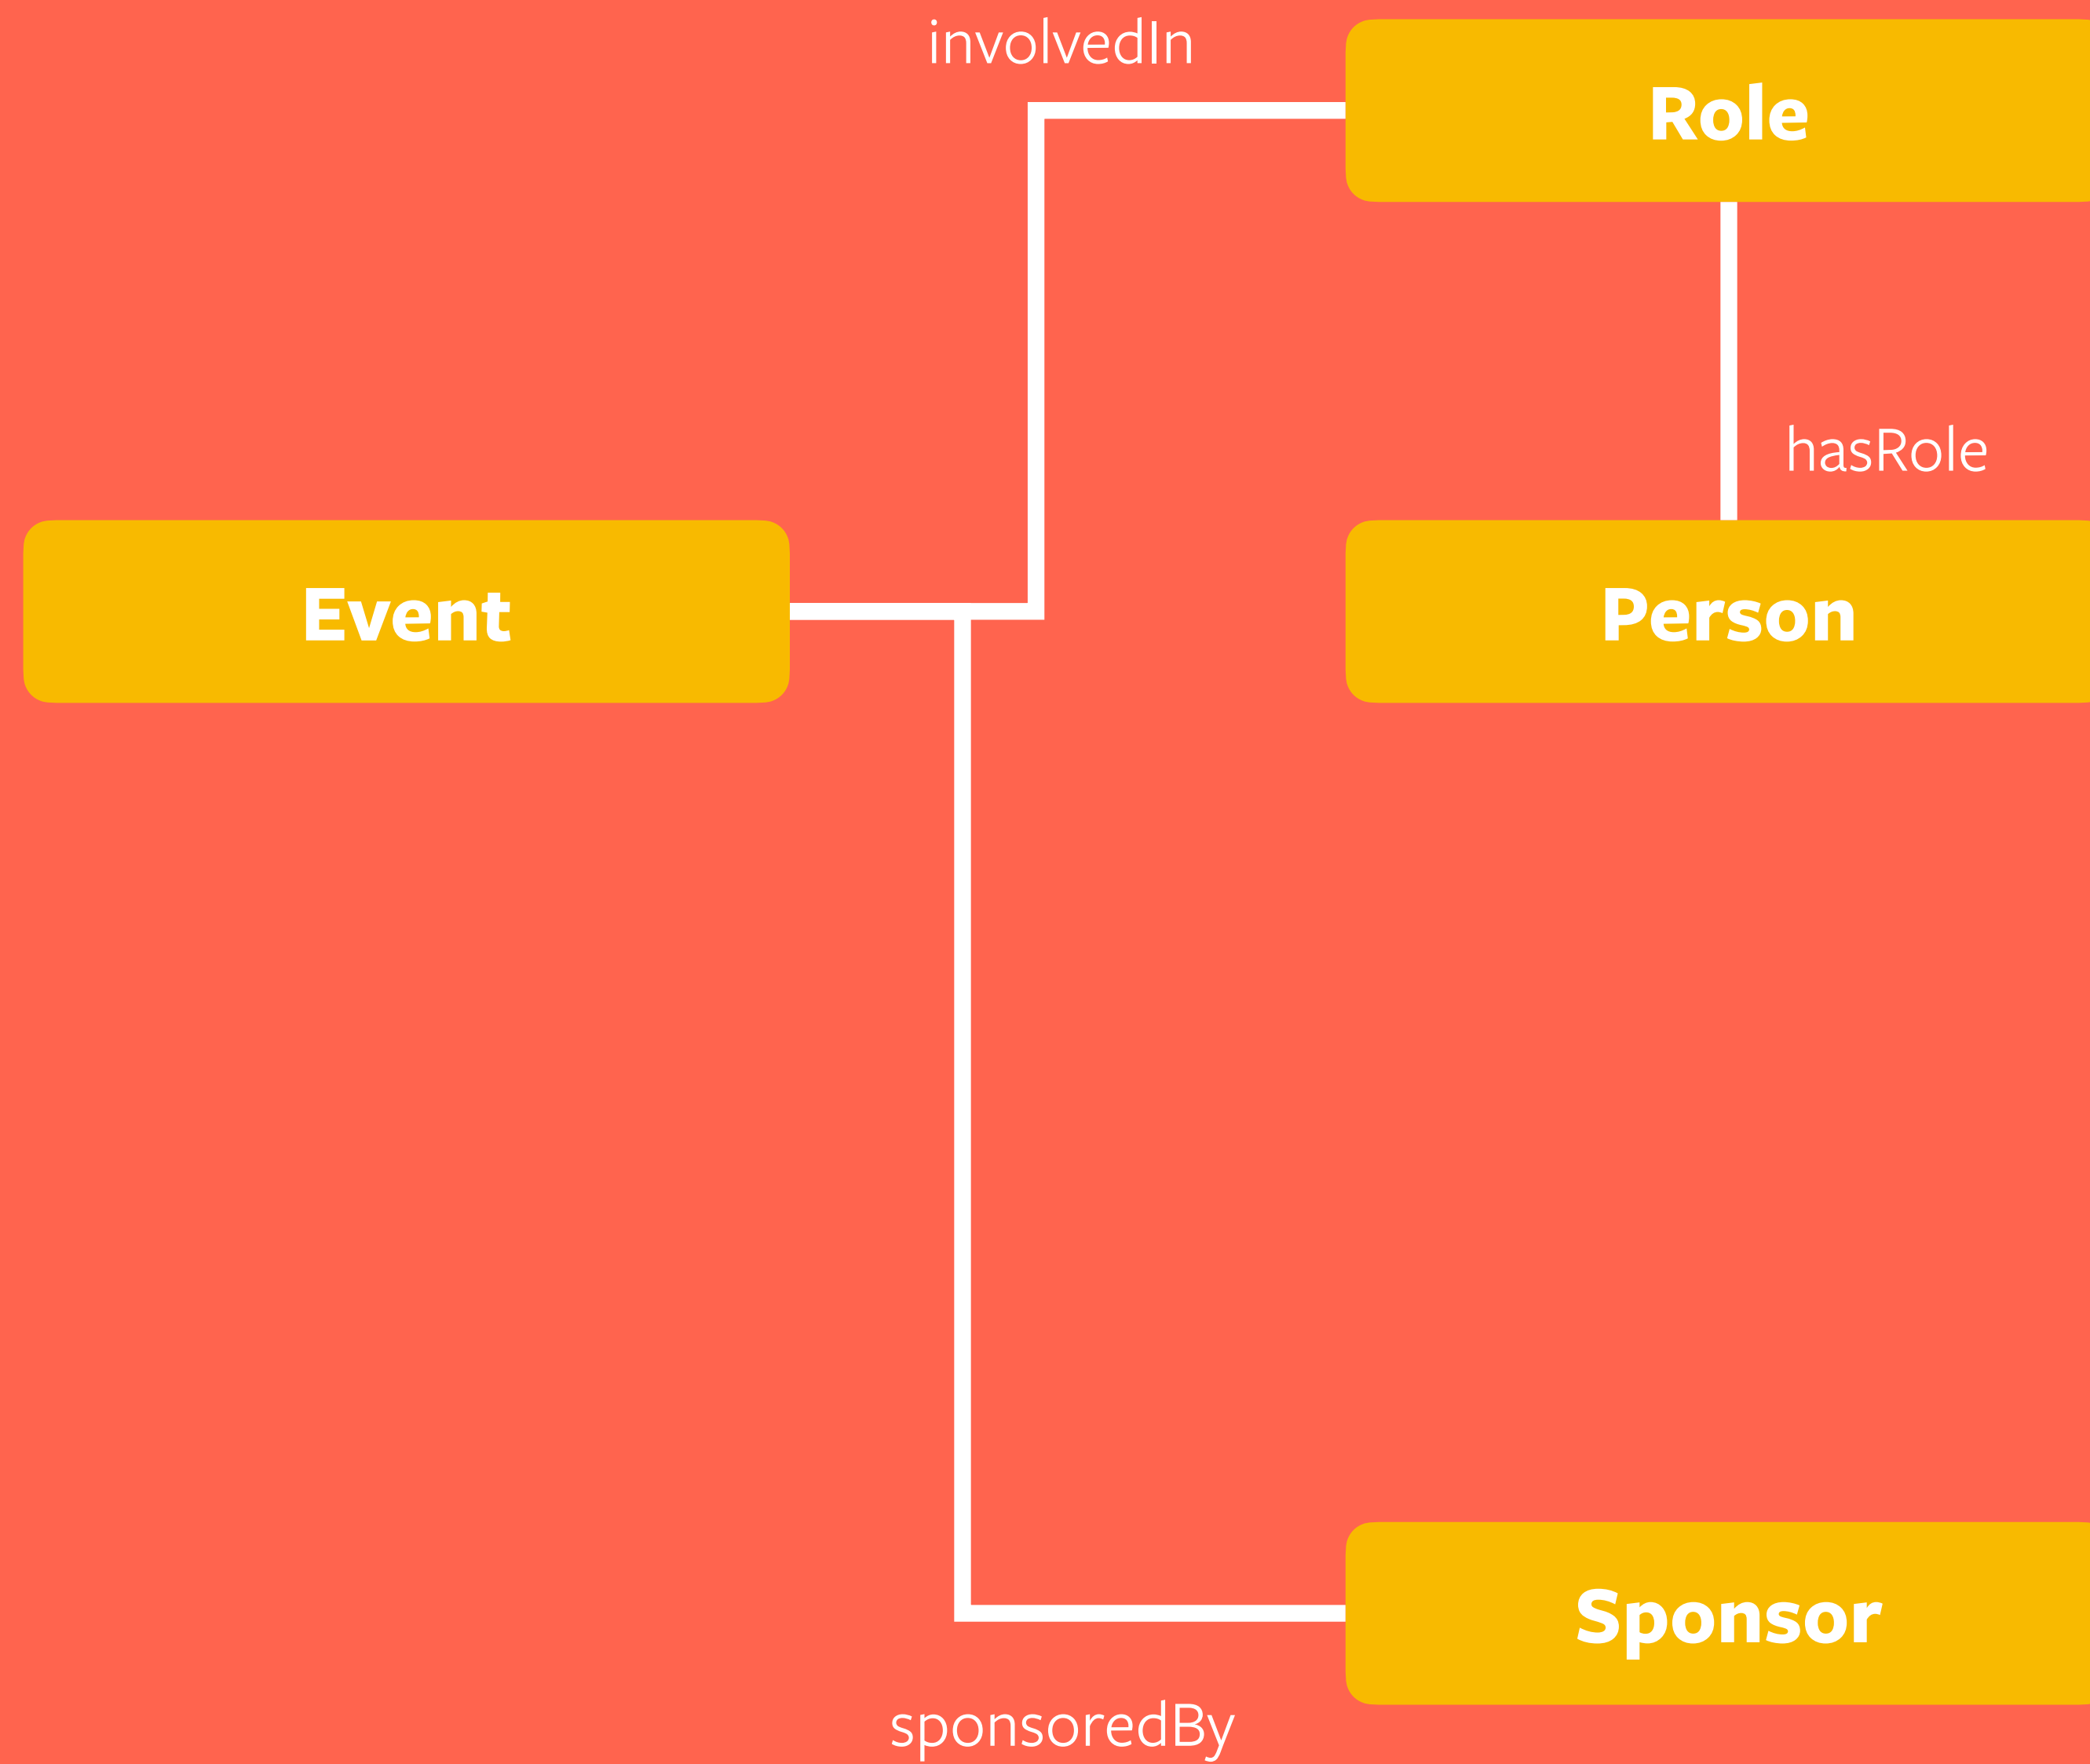 involvedIn
Role
hasRole
Event
Person
Sponsor
sponsoredBy